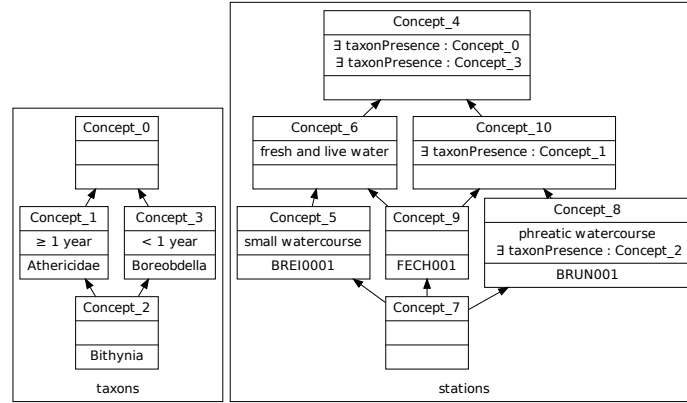 Concept_0
Concept_1
≥ 1 year
Athericidae
Concept_3
< 1 year
Boreobdella
Concept_2
Bithynia
taxons
Concept_4
∃ taxonPresence : Concept_0
∃ taxonPresence : Concept_3
Concept_6
fresh and live water
Concept_10
∃ taxonPresence : Concept_1
Concept_5
small watercourse
BREI0001
Concept_9
FECH001
Concept_8
phreatic watercourse
∃ taxonPresence : Concept_2
BRUN001
Concept_7
stations